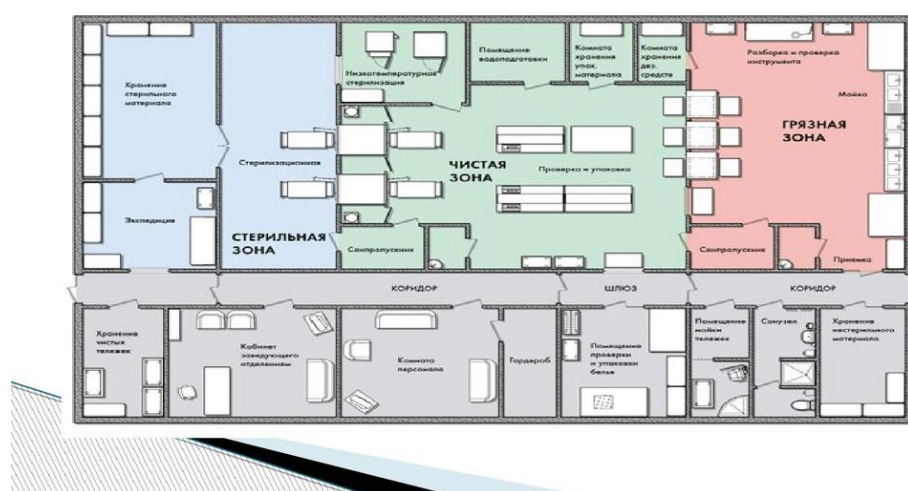 Хранение
стерильного
материала
Экспедиция
Стерилизационная
СТЕРИЛЬНАЯ
ЗОНА
Низкотемпературная
стерилизация
Помещение
водоподготовки
Комната
хранения
упак.
материала
Комната
хранения
дез.
средств
ЧИСТАЯ
ЗОНА
Проверка и упаковка
Санпропускник
Разборка и проверка
инструмента
Мойка
ГРЯЗНАЯ
ЗОНА
Санпропускник
Приемка
КОРИДОР
ШЛЮЗ
КОРИДОР
Хранение
чистых
тележек
Кабинет
заведующего
отделением
Комната
персонала
Гардероб
Помещение
проверки
и упаковки
белья
Помещение
мойки
тележек
Санузел
Хранение
нестерильного
материала